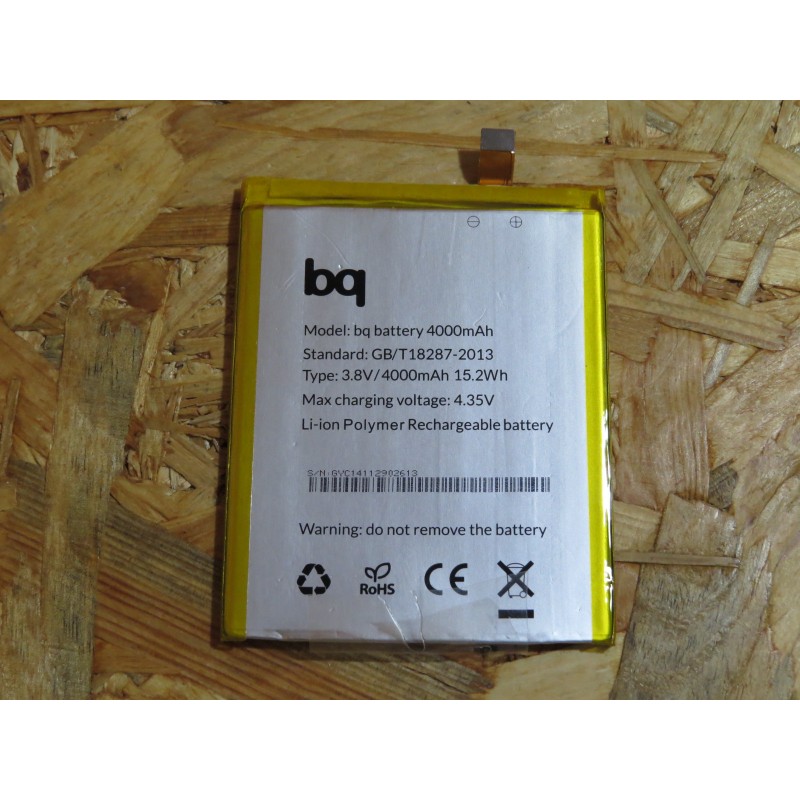 bq
Model: bq battery 4000mAh
Standard: GB/T18287-2013
Type: 3.8V/4000mAh 15.2Wh
Max charging voltage: 4.35V
Li-ion Polymer Rechargeable battery
S/N:GVC14112902613
Warning: do not remove the battery
RoHS CE